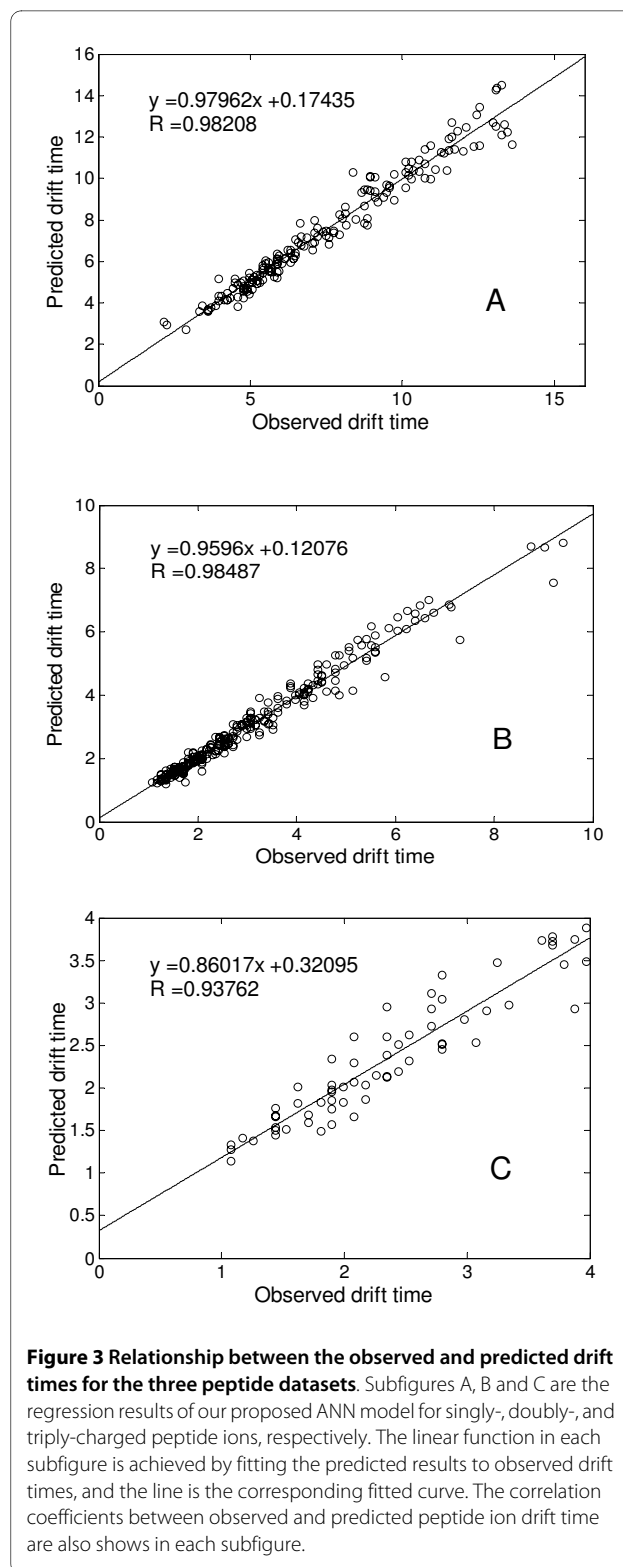 16
14
12
10
8
6
4
2
0
Predicted drift time
y =0.97962x +0.17435
R =0.98208
A
0 5 10 15
Observed drift time
10
8
6
4
2
0
Predicted drift time
y =0.9596x +0.12076
R =0.98487
B
0 2 4 6 8 10
Observed drift time
4
3.5
3
2.5
2
1.5
1
0.5
0
Predicted drift time
y =0.86017x +0.32095
R =0.93762
C
0 1 2 3 4
Observed drift time
Figure 3 Relationship between the observed and predicted drift
times for the three peptide datasets. Subfigures A, B and C are the
regression results of our proposed ANN model for singly-, doubly-, and
triply-charged peptide ions, respectively. The linear function in each
subfigure is achieved by fitting the predicted results to observed drift
times, and the line is the corresponding fitted curve. The correlation
coefficients between observed and predicted peptide ion drift time
are also shows in each subfigure.